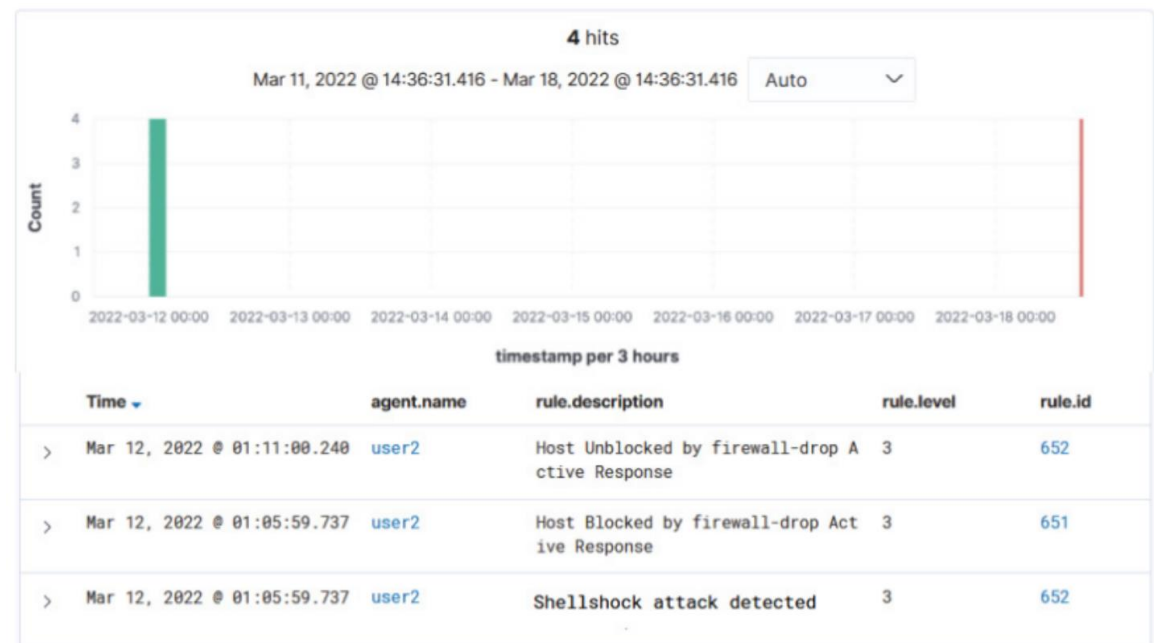 4 hits
Mar 11, 2022 @ 14:36:31.416 - Mar 18, 2022 @ 14:36:31.416 Auto
Count
4
3
2
1
0
2022-03-12 00:00 2022-03-13 00:00 2022-03-14 00:00 2022-03-15 00:00 2022-03-16 00:00 2022-03-17 00:00 2022-03-18 00:00
timestamp per 3 hours
Time agent.name rule.description rule.level rule.id
Mar 12, 2022 @ 01:11:00.240 user2 Host Unblocked by firewall-drop A 3 652
ctive Response
Mar 12, 2022 @ 01:05:59.737 user2 Host Blocked by firewall-drop Act 3 651
ive Response
Mar 12, 2022 @ 01:05:59.737 user2 Shellshock attack detected 3 652